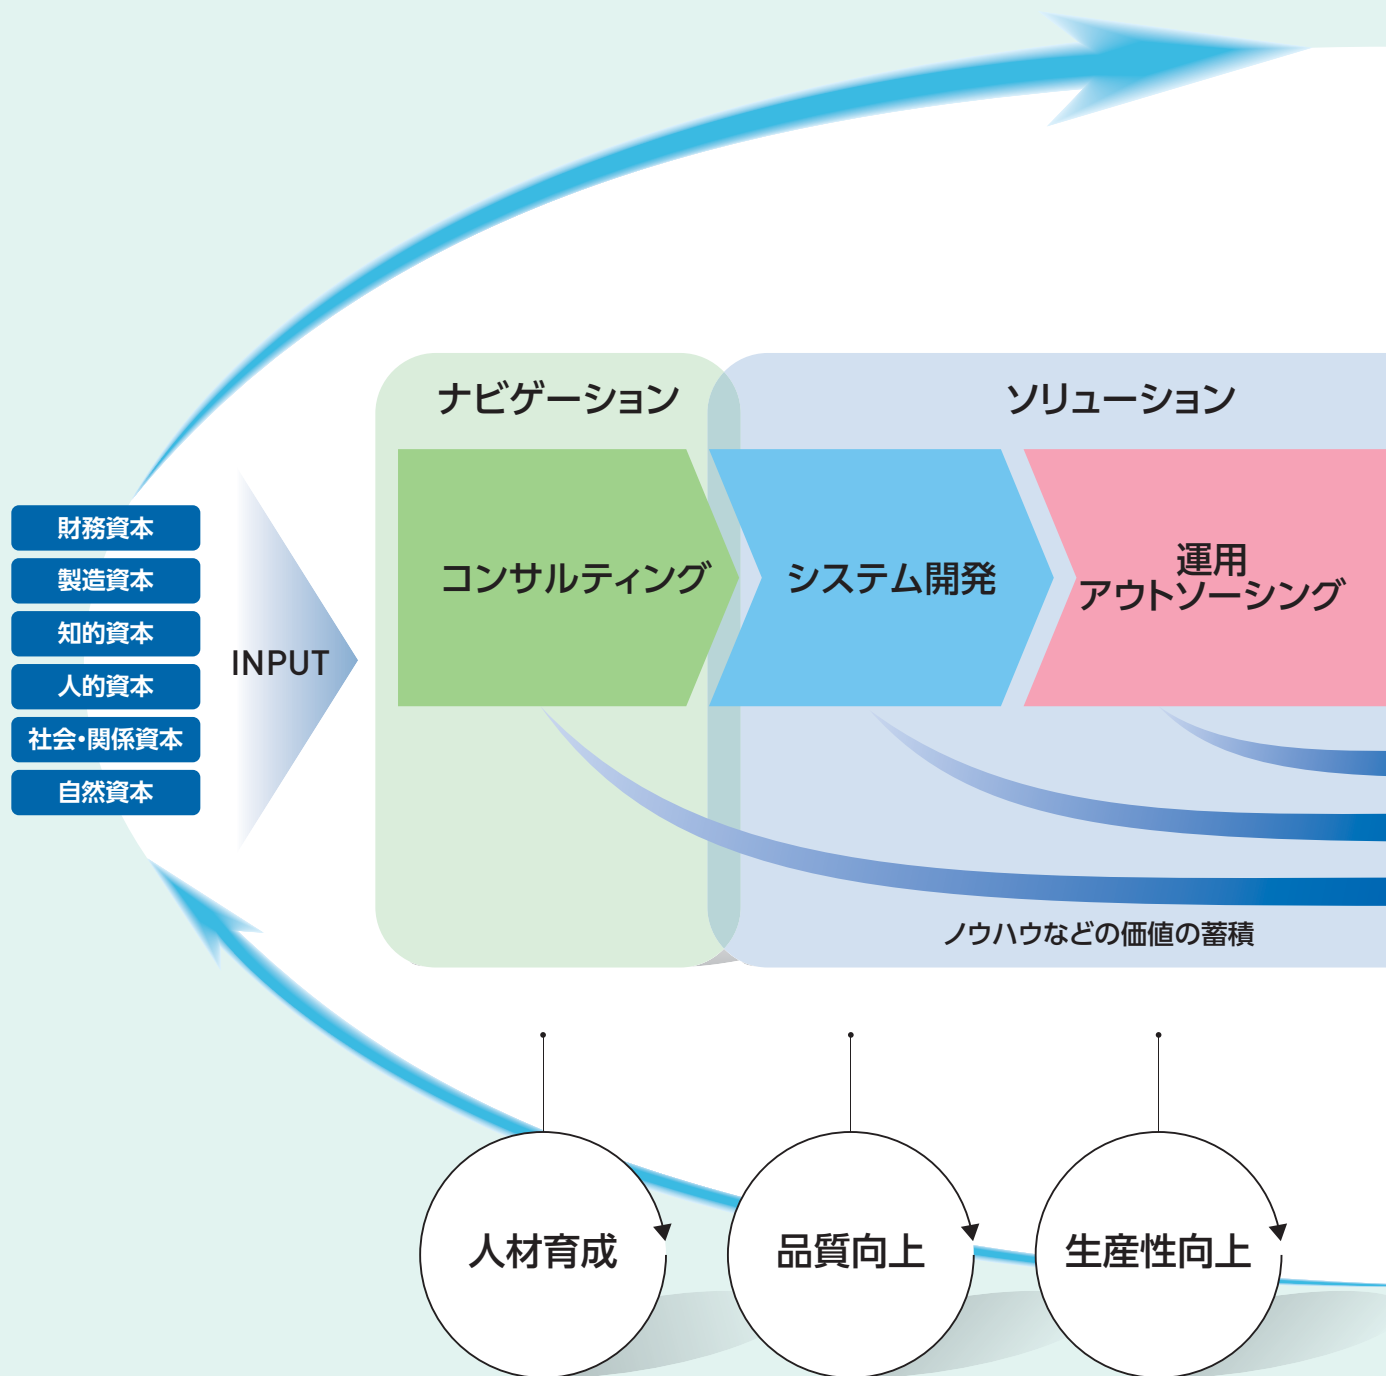 ナビゲーション
ソリューション
コンサルティング
システム開発
運用
アウトソーシング
財務資本
製造資本
知的資本
人的資本
社会・関係資本
自然資本
INPUT
ノウハウなどの価値の蓄積
人材育成
品質向上
生産性向上